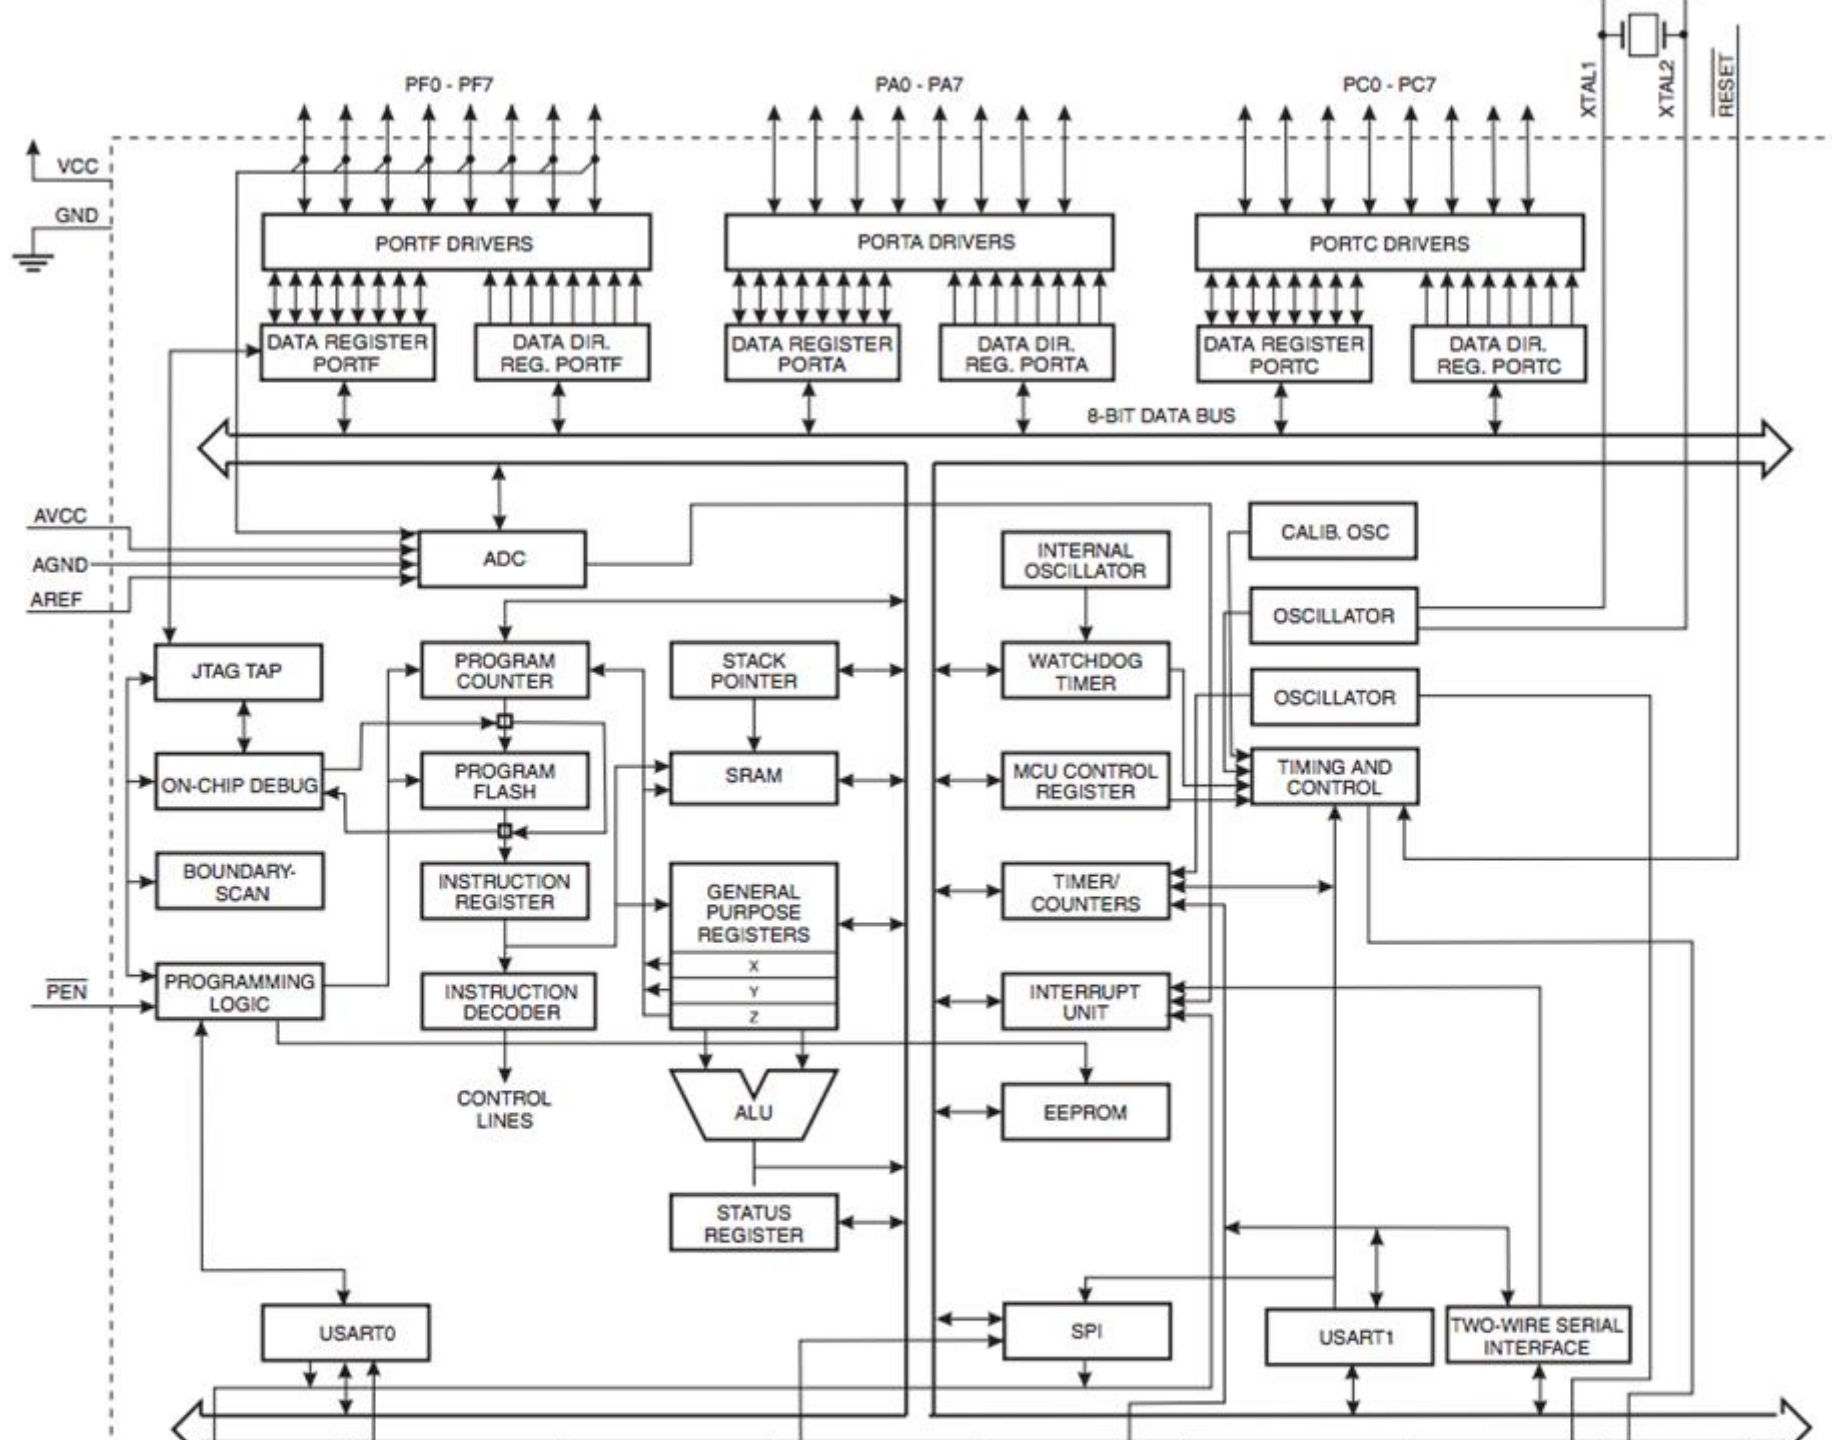 XTAL1
XTAL2
RESET
PF0 - PF7
PA0 - PA7
PC0 - PC7
VCC
GND
PORTF DRIVERS
PORTA DRIVERS
PORTC DRIVERS
DATA REGISTER
PORTF
DATA DIR.
REG. PORTF
DATA REGISTER
PORTA
DATA DIR.
REG. PORTA
DATA REGISTER
PORTC
DATA DIR.
REG. PORTC
8-BIT DATA BUS
AVCC
AGND
AREF
ADC
INTERNAL
OSCILLATOR
CALIB. OSC
OSCILLATOR
JTAG TAP
PROGRAM
COUNTER
STACK
POINTER
WATCHDOG
TIMER
OSCILLATOR
ON-CHIP DEBUG
PROGRAM
FLASH
SRAM
MCU CONTROL
REGISTER
TIMING AND
CONTROL
BOUNDARY-
SCAN
INSTRUCTION
REGISTER
GENERAL
PURPOSE
REGISTERS
X
Y
Z
TIMER/
COUNTERS
PEN
PROGRAMMING
LOGIC
INSTRUCTION
DECODER
INTERRUPT
UNIT
CONTROL
LINES
ALU
EEPROM
STATUS
REGISTER
USART0
SPI
USART1
TWO-WIRE SERIAL
INTERFACE